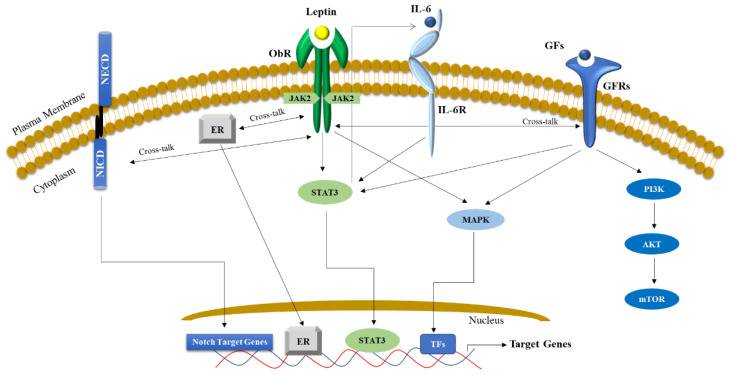 IL-6
Leptin
ObR
GFs
NECD
GFRs
JAK2
JAK2
Plasma Membrane
IL-6R
ER
Cross-talk
Cross-talk
Cross-talk
NICD
Cytoplasm
STAT3
PI3K
MAPK
AKT
mTOR
Nucleus
Notch Target Genes
ER
STAT3
TFs
Target Genes